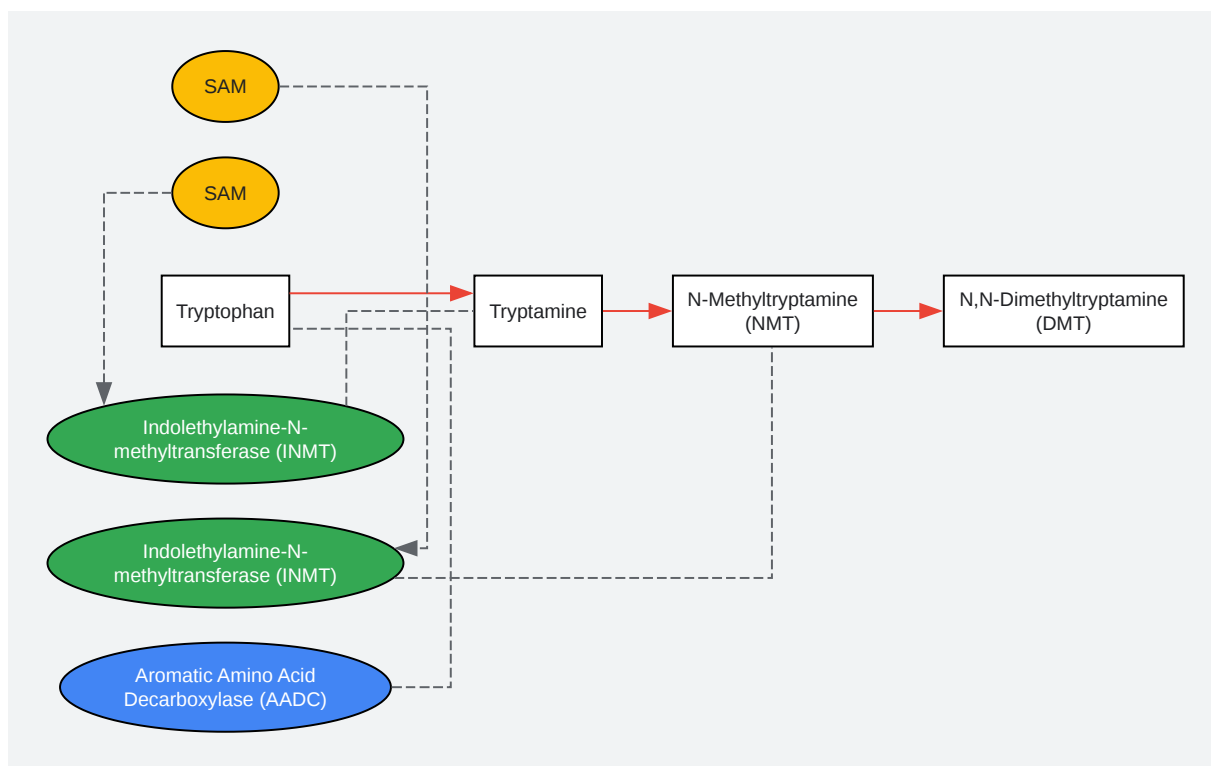 SAM
SAM
Tryptophan
Tryptamine
N-Methyltryptamine
(NMT)
N,N-Dimethyltryptamine
(DMT)
Indolethylamine-N-
methyltransferase (INMT)
Indolethylamine-N-
methyltransferase (INMT)
Aromatic Amino Acid
Decarboxylase (AADC)